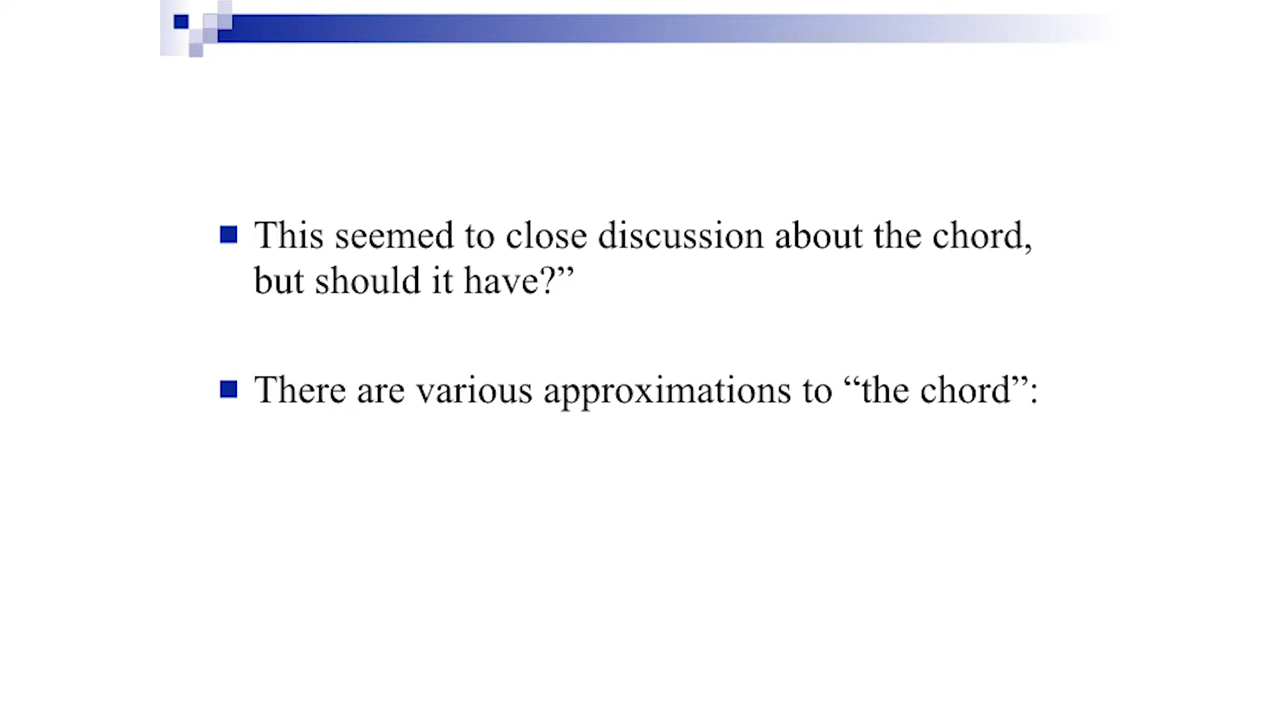 This seemed to close discussion about the chord,
but should it have?”
There are various approximations to “the chord”: